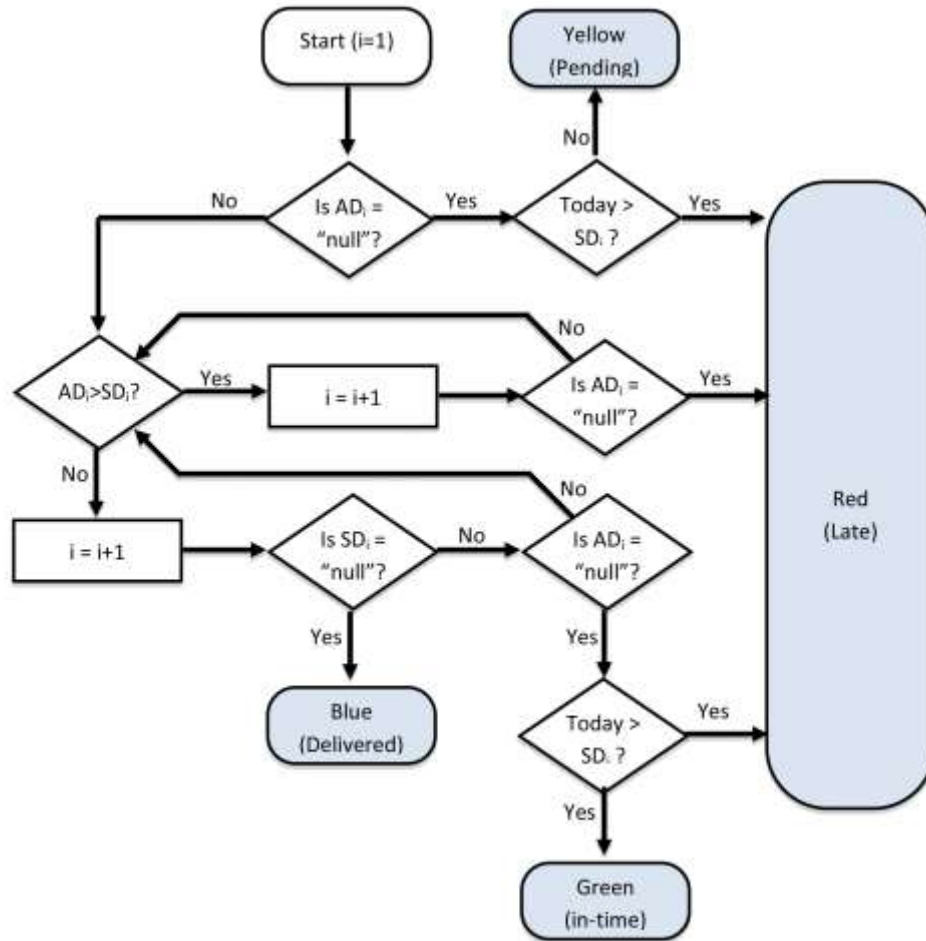 Start (i=1)
Yellow
(Pending)
No
No
Is ADᵢ =
“null”?
Yes
Today >
SDᵢ ?
Yes
No
ADᵢ>SDᵢ?
Yes
i = i+1
Is ADᵢ =
“null”?
Yes
No
No
i = i+1
Is SDᵢ =
“null”?
No
Is ADᵢ =
“null”?
Red
(Late)
Yes
Yes
Blue
(Delivered)
Today >
SDᵢ ?
Yes
Yes
Green
(in-time)